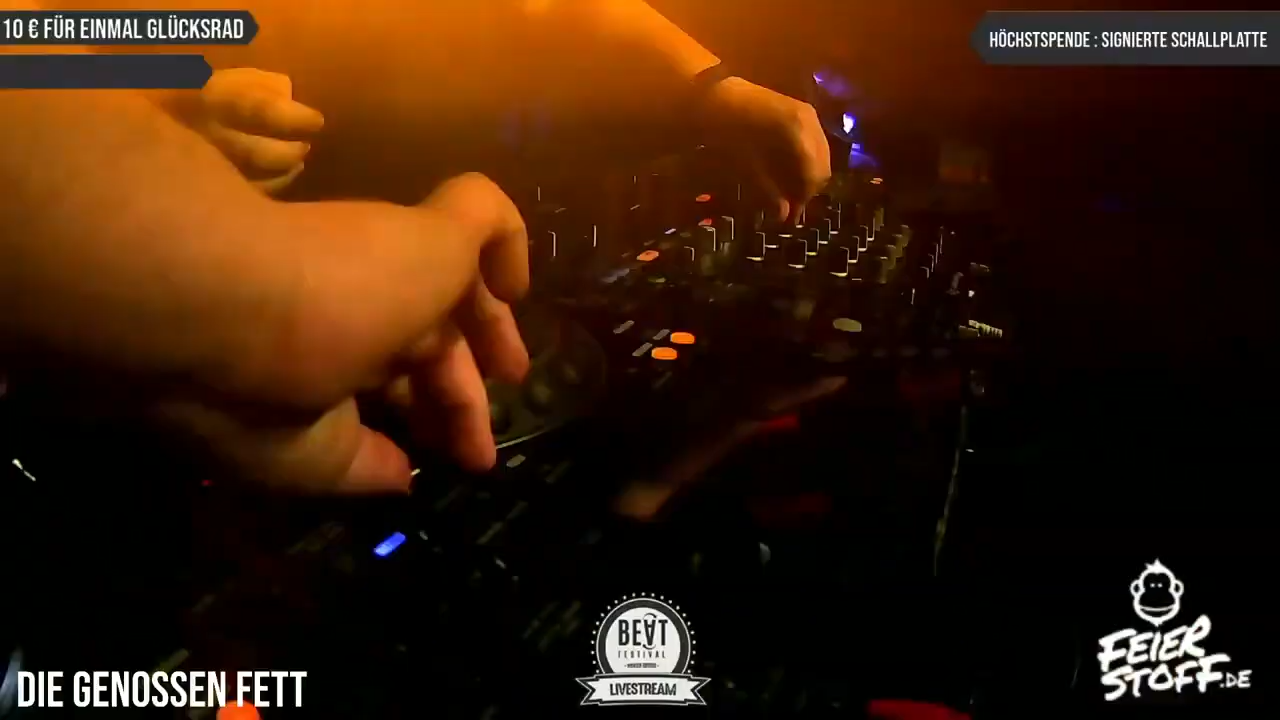 10 € FÜR EINMAL GLÜCKSRAD
HÖCHSTSPENDE : SIGNIERTE SCHALLPLATTE
BEAT
FESTIVAL
LIVESTREAM
FEIER
STOFF.DE
DIE GENOSSEN FETT